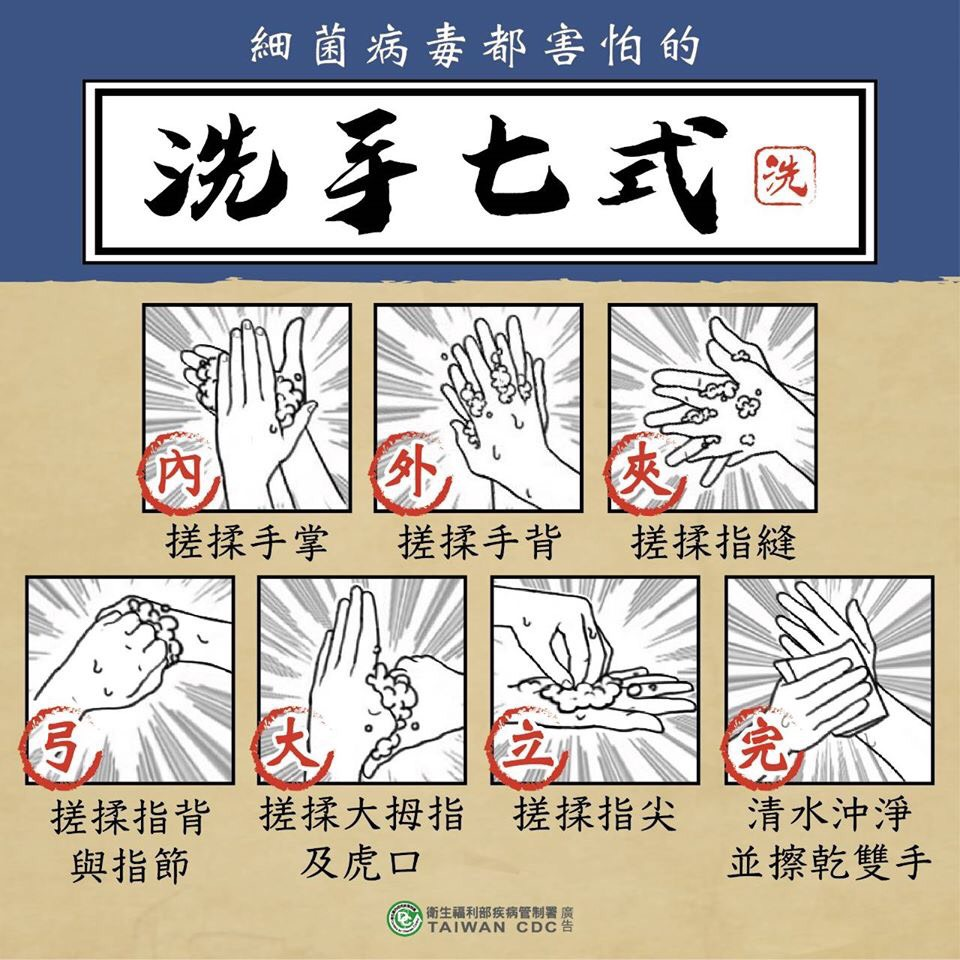 細菌病毒都害怕的
洗手七式
洗
內
外
夾
搓揉手掌
搓揉手背
搓揉指縫
弓
大
立
完
搓揉指背
與指節
搓揉大拇指
及虎口
搓揉指尖
清水沖淨
並擦乾雙手
衛生福利部疾病管制署
TAIWAN CDC
廣告